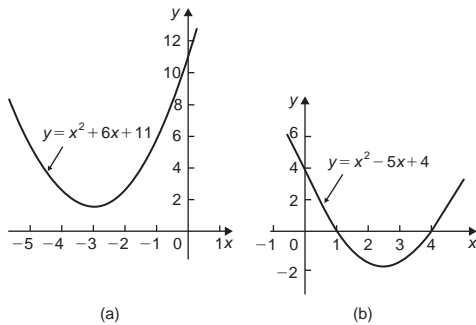 y
12
10
8
y = x² + 6x + 11
6
4
2
−5 −4 −3 −2 −1 0 1 x
(a)
y
6
y = x² − 5x + 4
4
2
−1 0 1 2 3 4 x
−2
(b)